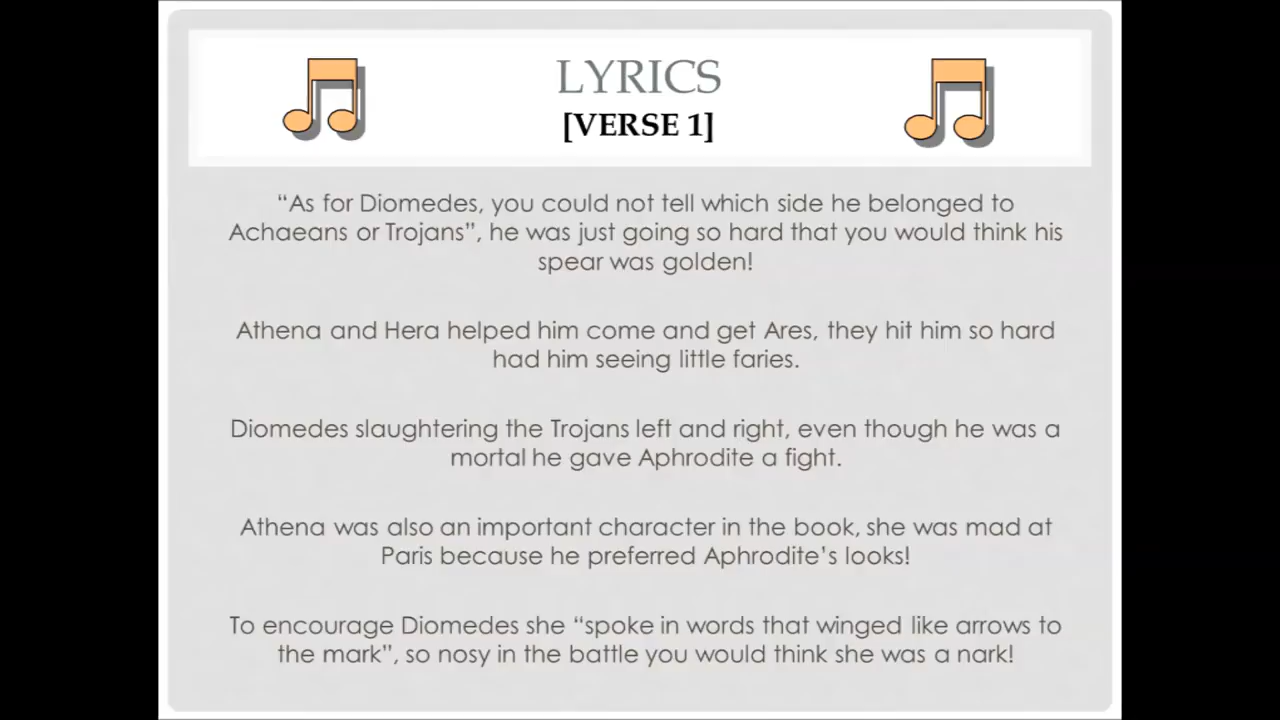 LYRICS
[VERSE 1]
“As for Diomedes, you could not tell which side he belonged to
Achaeans or Trojans”, he was just going so hard that you would think his
spear was golden!
Athena and Hera helped him come and get Ares, they hit him so hard
had him seeing little faries.
Diomedes slaughtering the Trojans left and right, even though he was a
mortal he gave Aphrodite a fight.
Athena was also an important character in the book, she was mad at
Paris because he preferred Aphrodite’s looks!
To encourage Diomedes she “spoke in words that winged like arrows to
the mark”, so nosy in the battle you would think she was a nark!